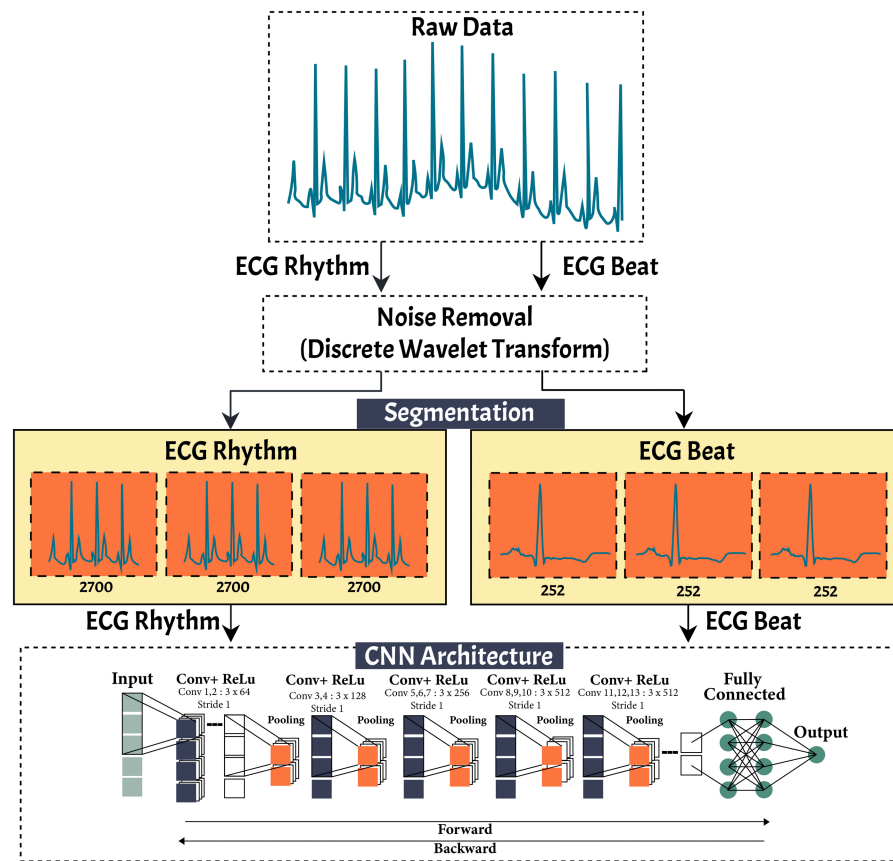 Raw Data
ECG Rhythm
ECG Beat
Noise Removal
(Discrete Wavelet Transform)
Segmentation
ECG Rhythm
2700
2700
2700
ECG Beat
252
252
252
ECG Rhythm
ECG Beat
CNN Architecture
Input
Conv+ ReLu
Conv 1,2 : 3 x 64
Stride 1
Pooling
Conv+ ReLu
Conv 3,4 : 3 x 128
Stride 1
Pooling
Conv+ ReLu
Conv 5,6,7 : 3 x 256
Stride 1
Pooling
Conv+ ReLu
Conv 8,9,10 : 3 x 512
Stride 1
Pooling
Conv+ ReLu
Conv 11,12,13 : 3 x 512
Stride 1
Pooling
Fully
Connected
Output
Forward
Backward